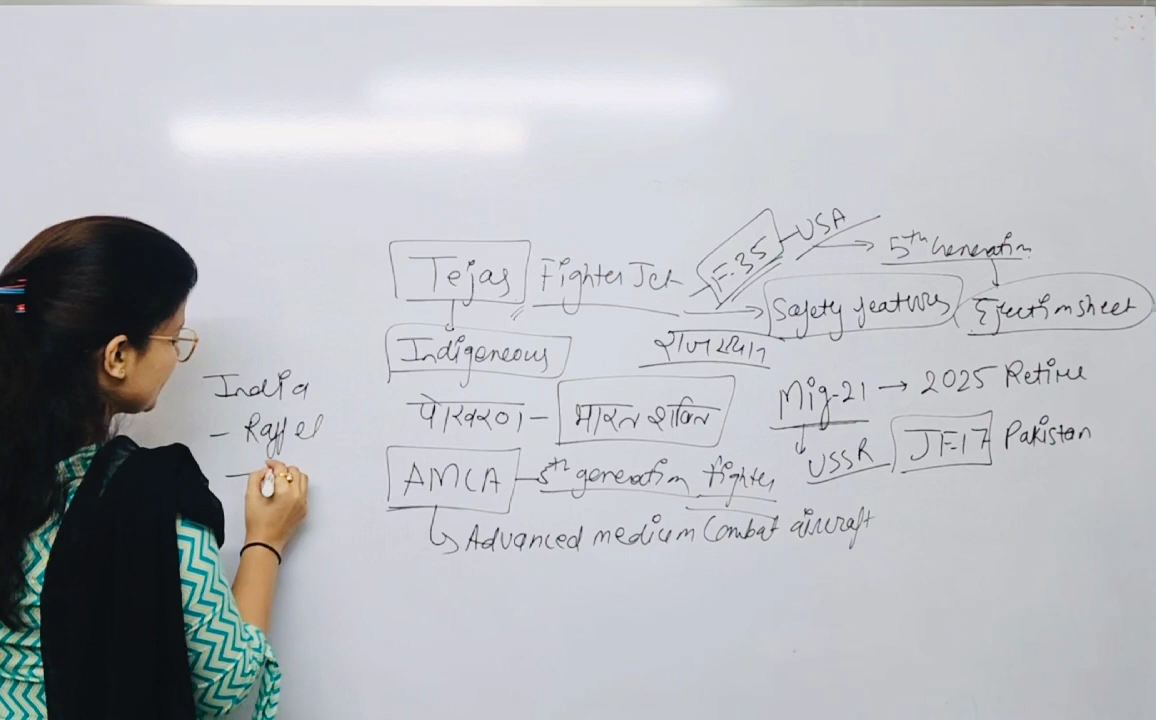 F-35 - USA → 5th Generation
Tejas Fighter Jet → Safety features Ejection sheet
Indigeneous राजस्थान
India
पोखरण - भारत शक्ति Mig-21 → 2025 Retire
- Raffel
USSR JF-17 Pakistan
AMCA - 5th generation fighter
-
↳ Advanced medium Combat aircraft